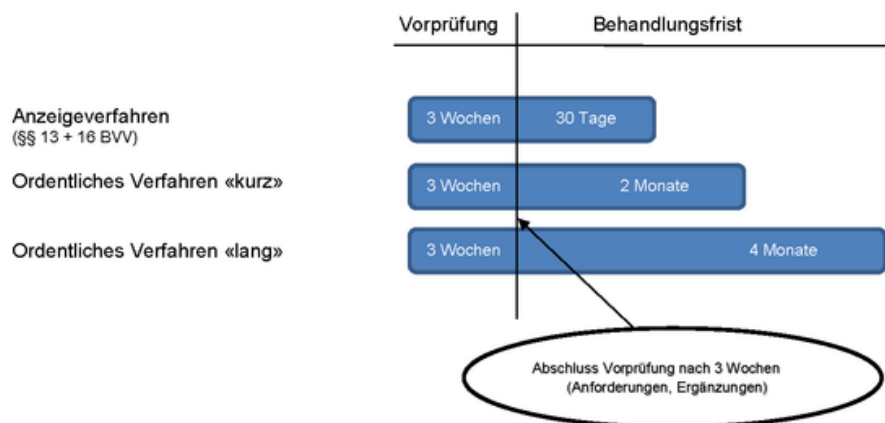 Vorprüfung Behandlungsfrist
Anzeigeverfahren
(§§ 13 + 16 BVV)
3 Wochen 30 Tage
Ordentliches Verfahren «kurz» 3 Wochen 2 Monate
Ordentliches Verfahren «lang» 3 Wochen 4 Monate
Abschluss Vorprüfung nach 3 Wochen
(Anforderungen, Ergänzungen)